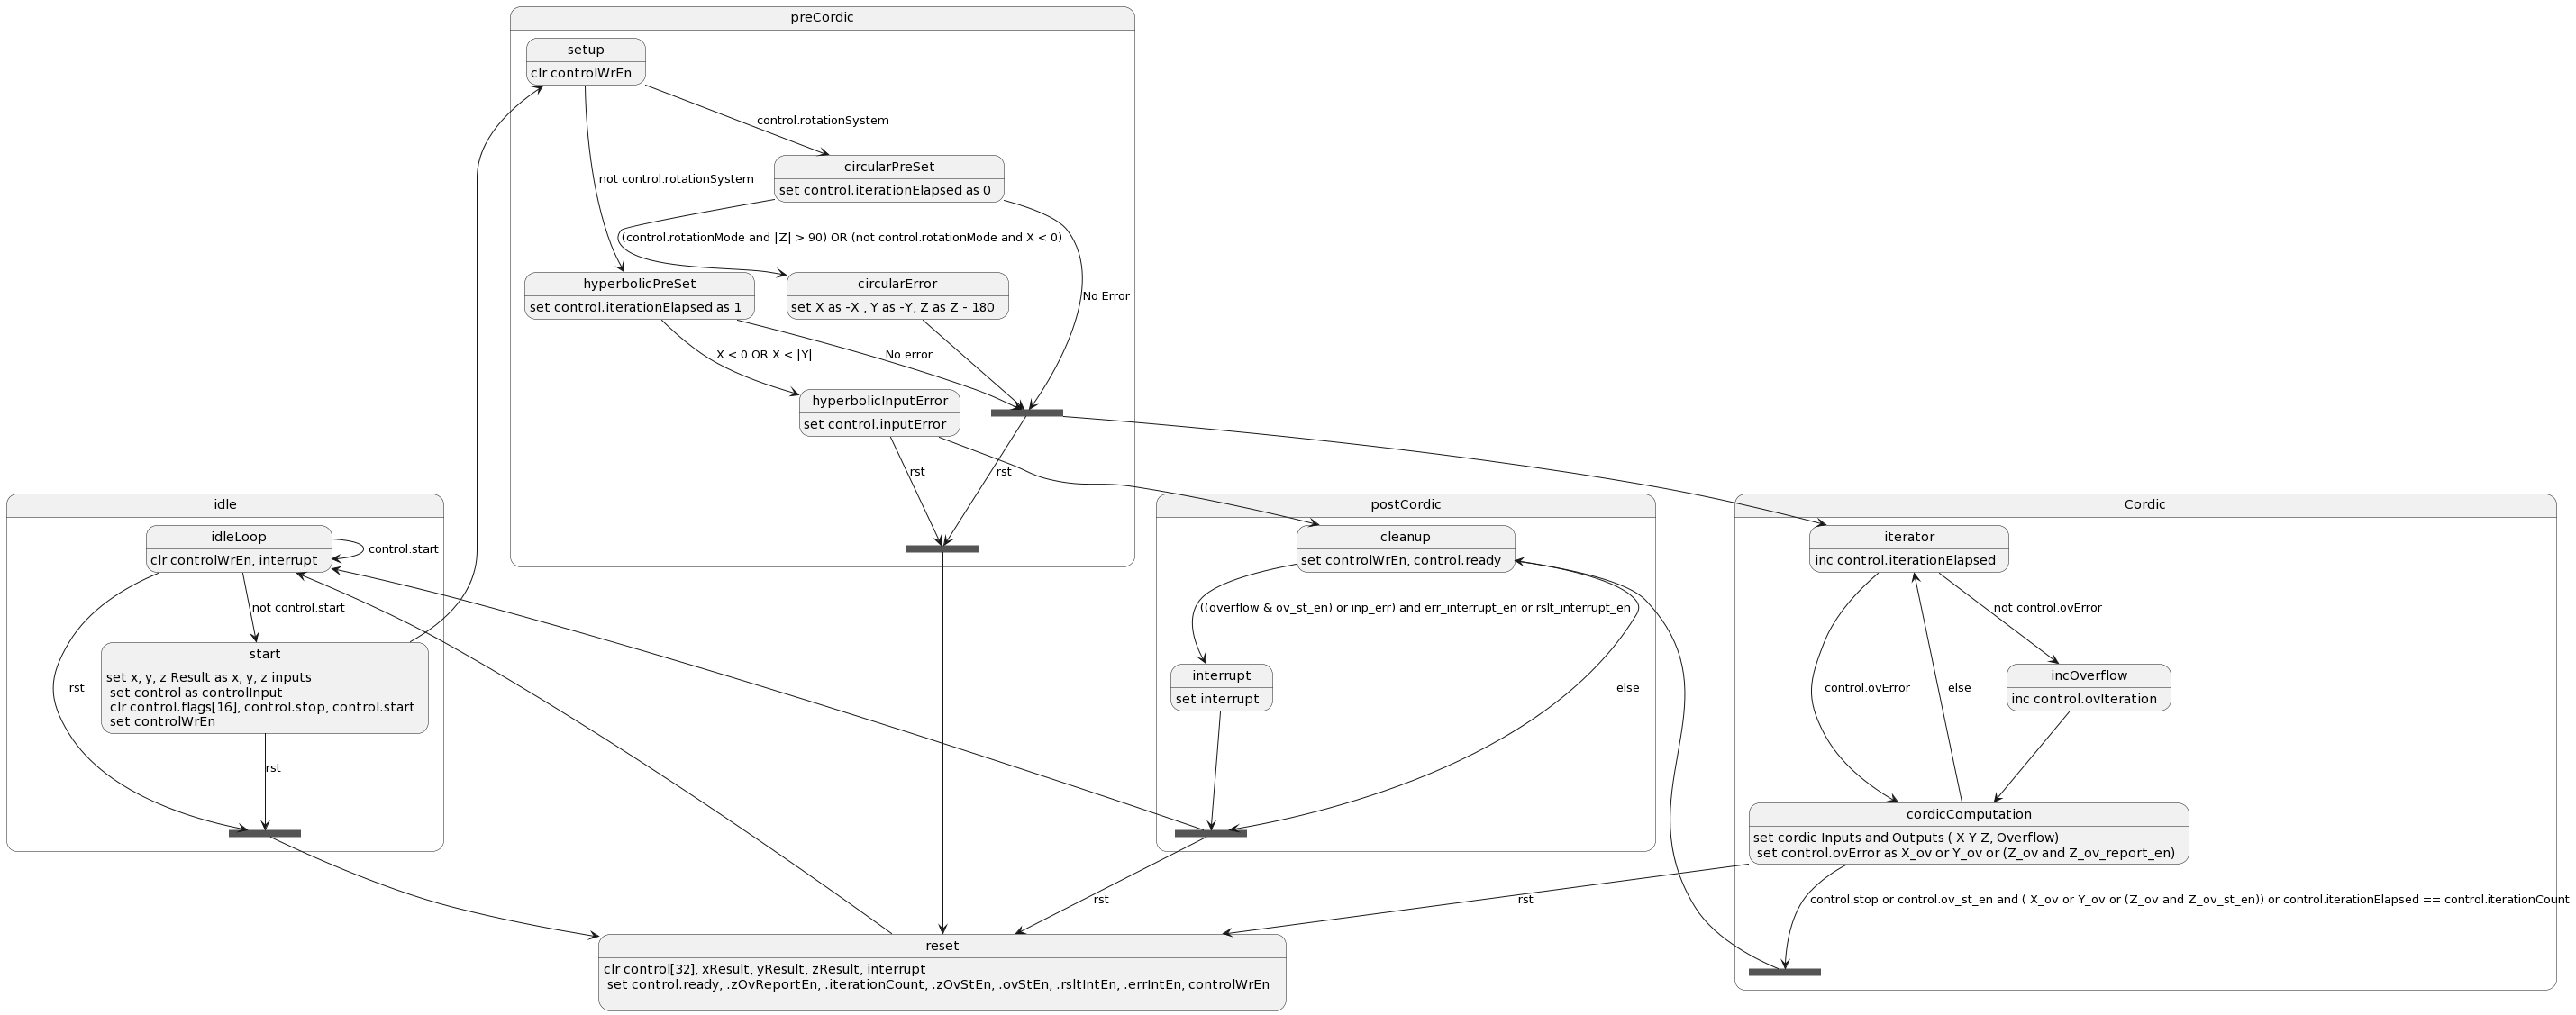 preCordic
setup
clr controlWrEn
control.rotationSystem
circularPreSet
not control.rotationSystem
set control.iterationElapsed as 0
((control.rotationMode and |Z| > 90) OR (not control.rotationMode and X < 0)
hyperbolicPreSet
circularError
set control.iterationElapsed as 1
set X as -X , Y as -Y, Z as Z - 180
No Error
X < 0 OR X < |Y|
No error
hyperbolicInputError
set control.inputError
rst
rst
idle
idleLoop
clr controlWrEn, interrupt
control.start
not control.start
start
set x, y, z Result as x, y, z inputs
set control as controlInput
clr control.flags[16], control.stop, control.start
set controlWrEn
rst
rst
postCordic
cleanup
set controlWrEn, control.ready
((overflow & ov_st_en) or inp_err) and err_interrupt_en or rslt_interrupt_en
interrupt
set interrupt
else
rst
Cordic
iterator
inc control.iterationElapsed
not control.ovError
incOverflow
inc control.ovIteration
control.ovError
else
cordicComputation
set cordic Inputs and Outputs ( X Y Z, Overflow)
set control.ovError as X_ov or Y_ov or (Z_ov and Z_ov_report_en)
rst
control.stop or control.ov_st_en and ( X_ov or Y_ov or (Z_ov and Z_ov_st_en)) or control.iterationElapsed == control.iterationCount
reset
clr control[32], xResult, yResult, zResult, interrupt
set control.ready, .zOvReportEn, .iterationCount, .zOvStEn, .ovStEn, .rsltIntEn, .errIntEn, controlWrEn